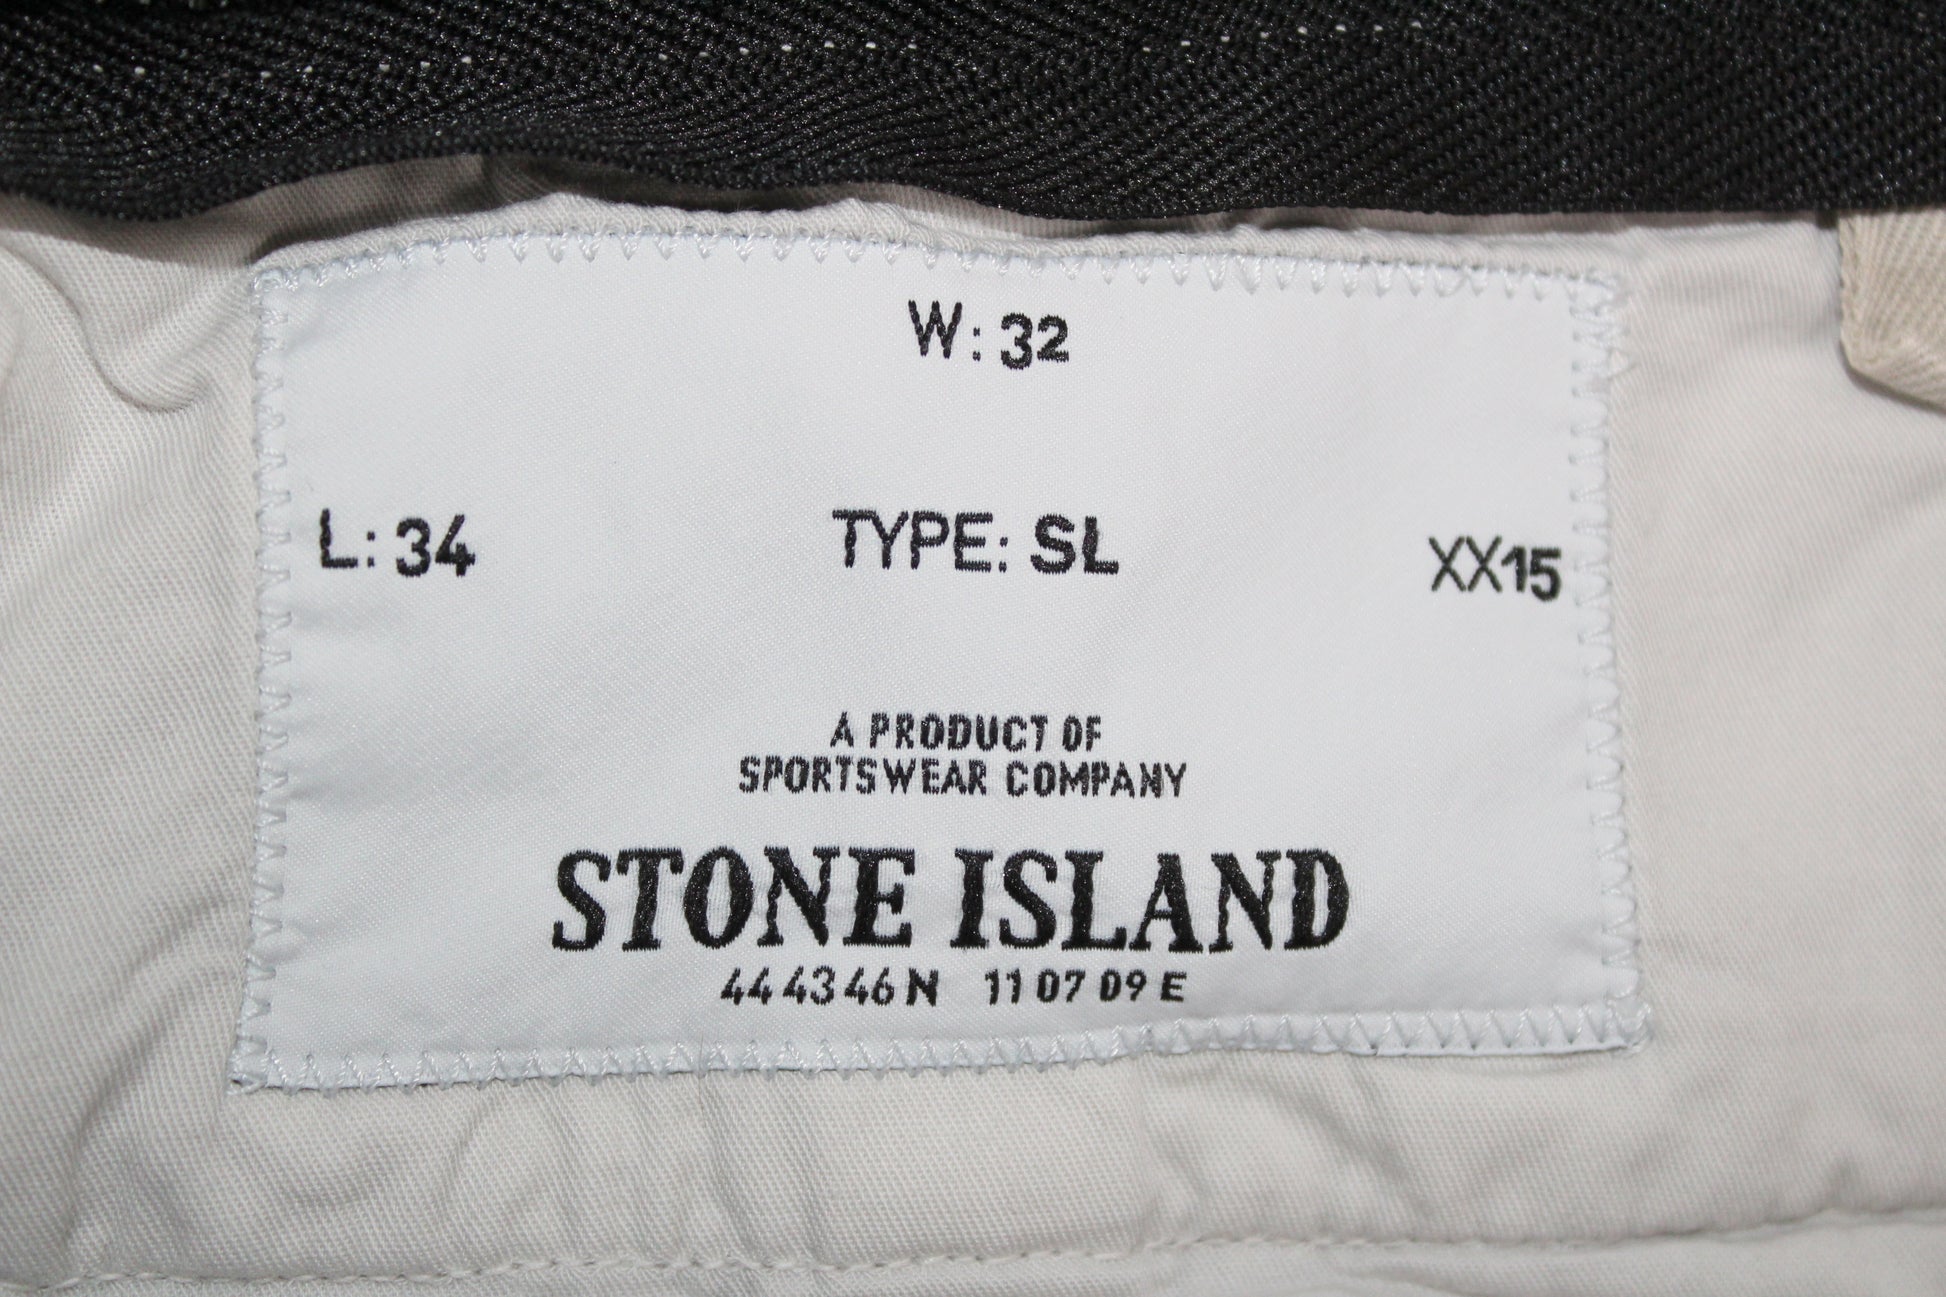 W: 32
L: 34 TYPE: SL XX15
A PRODUCT OF
SPORTSWEAR COMPANY
STONE ISLAND
44 43 46 N 11 07 09 E